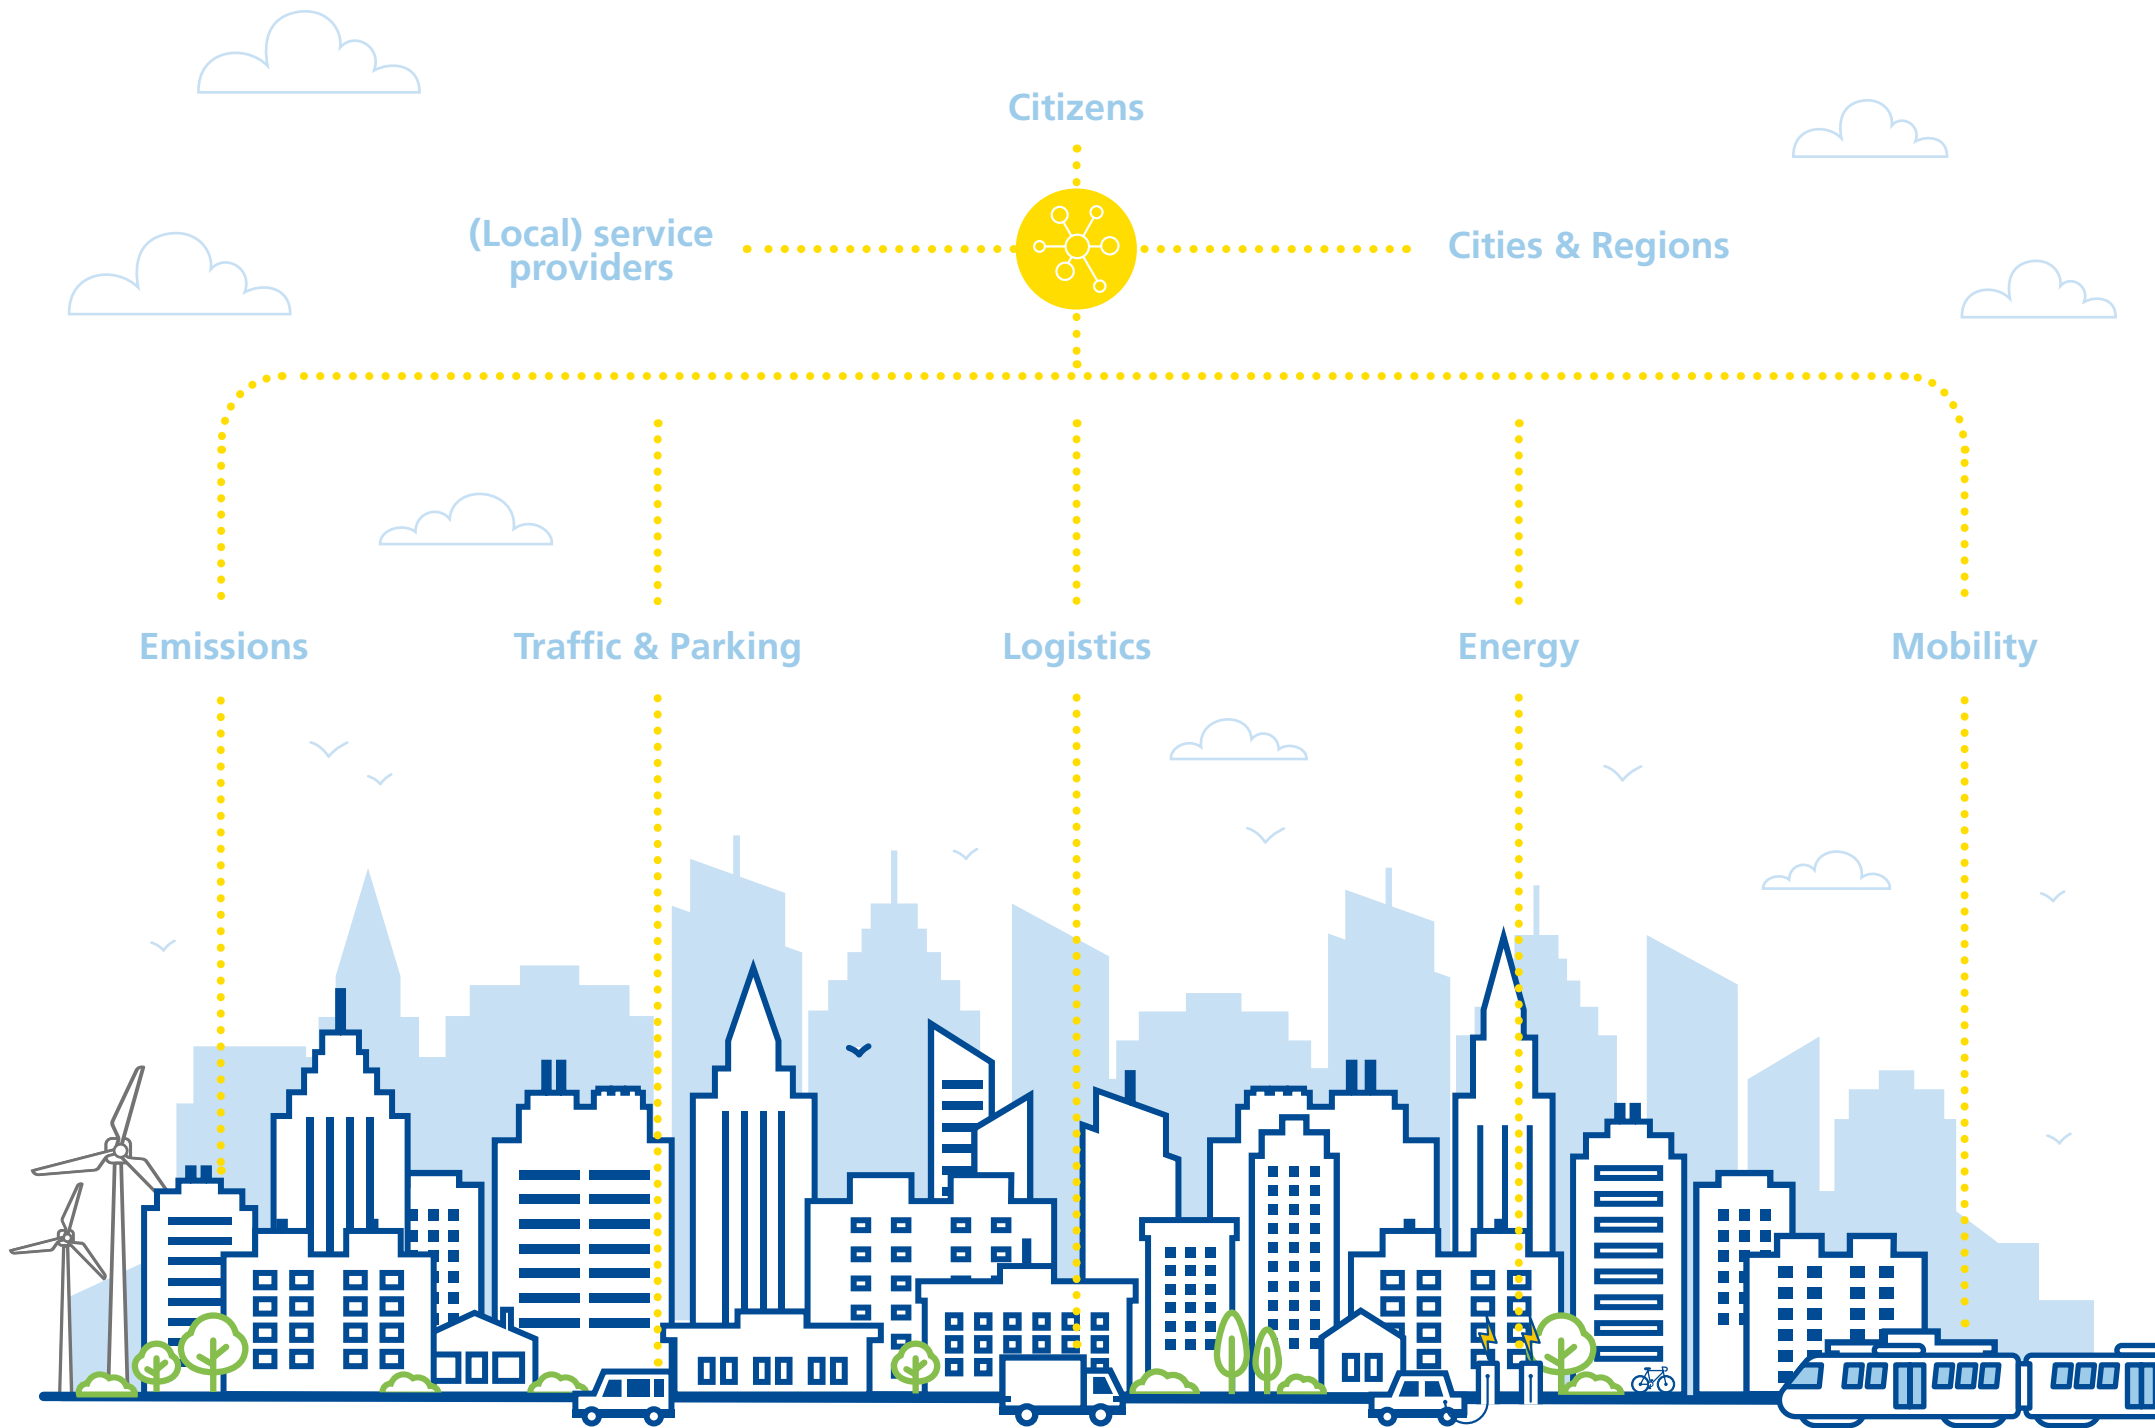 Citizens
(Local) service
providers
Cities & Regions
Emissions
Traffic & Parking
Logistics
Energy
Mobility